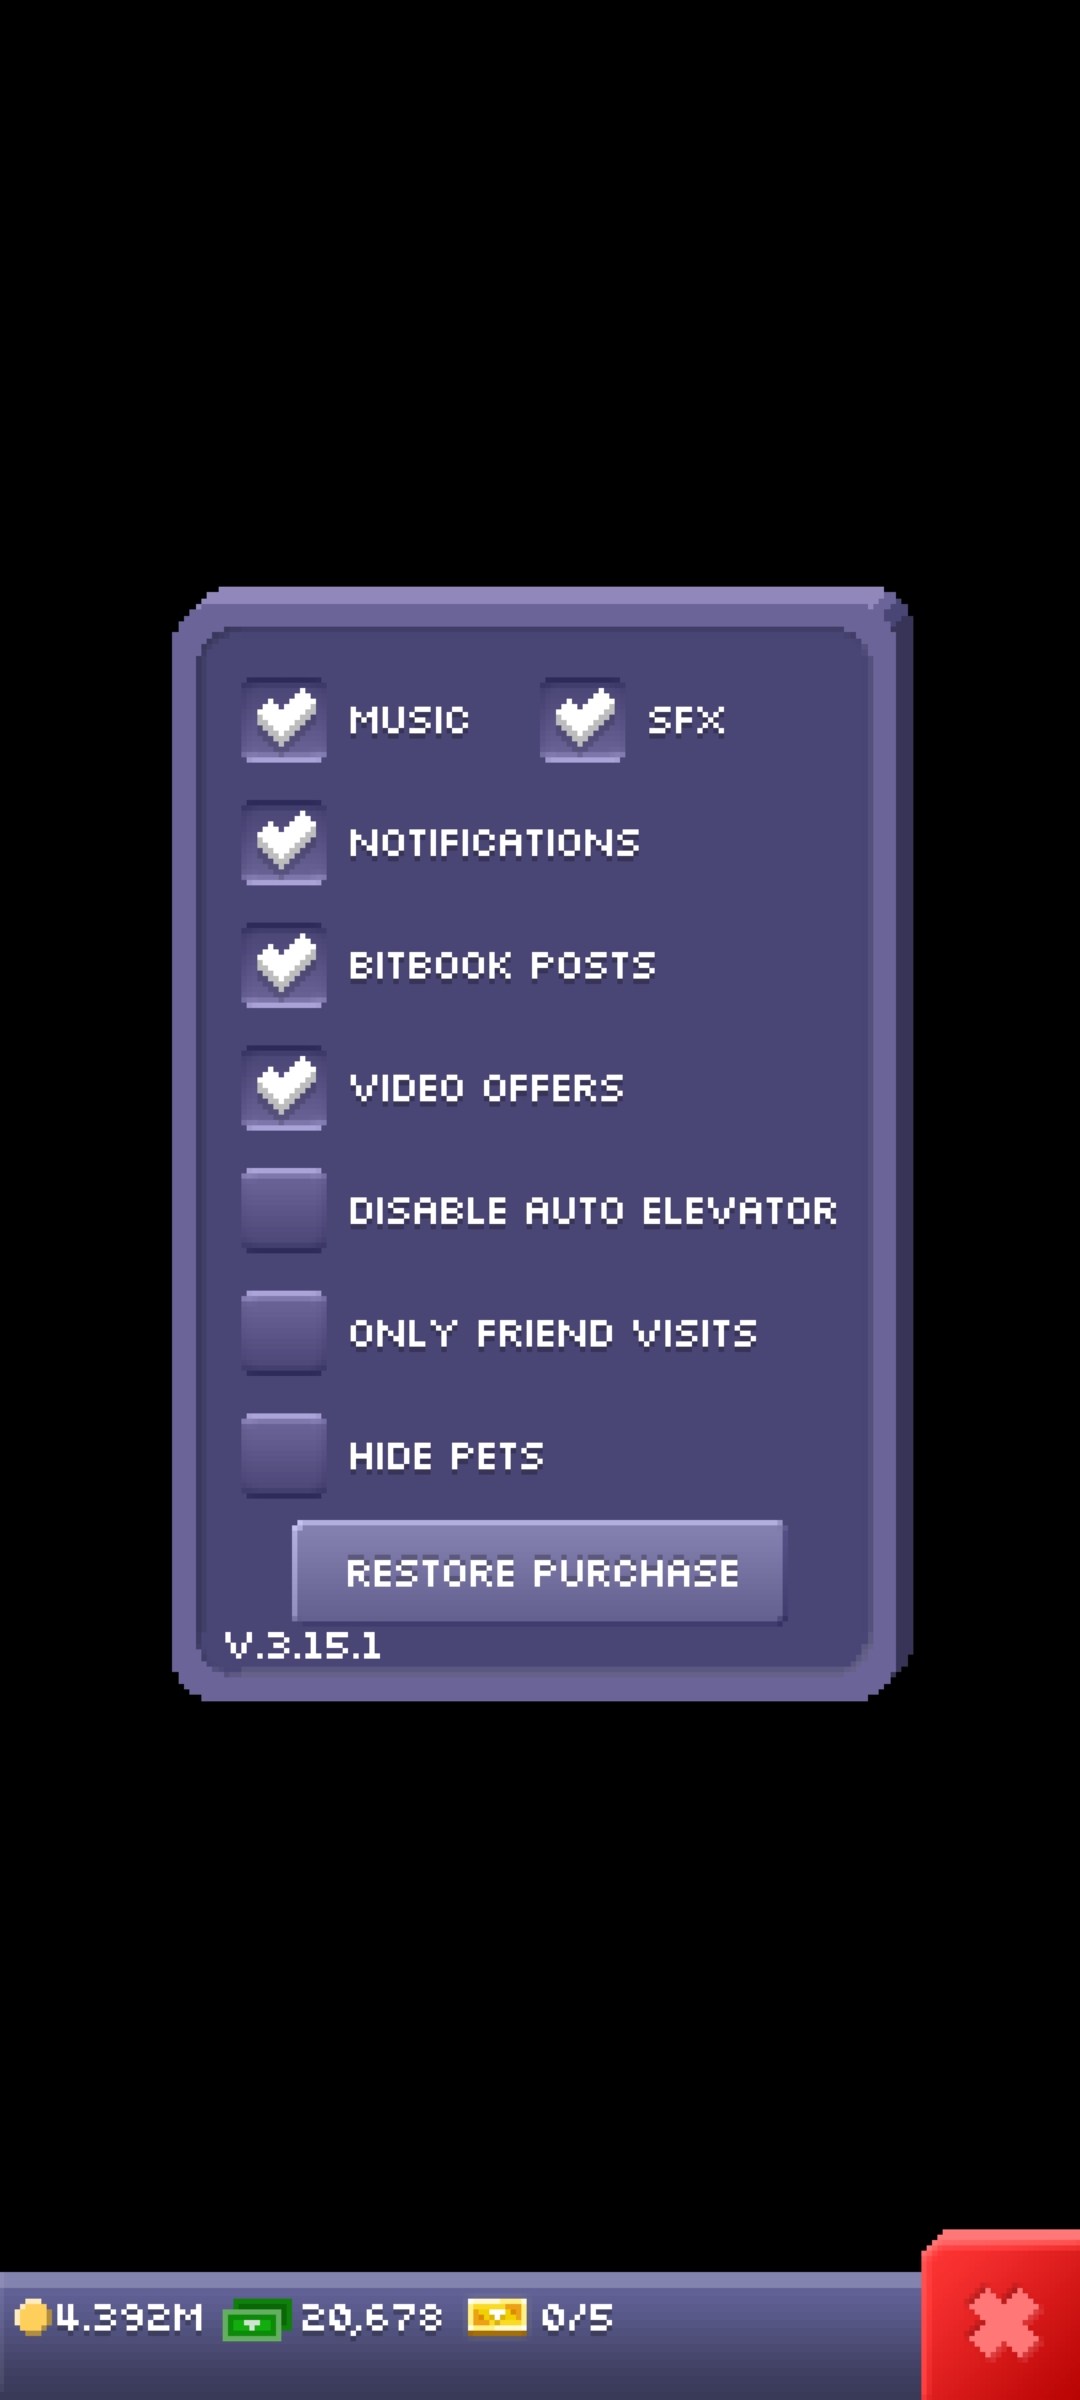 MUSIC SFX
NOTIFICATIONS
BITBOOK POSTS
VIDEO OFFERS
DISABLE AUTO ELEVATOR
ONLY FRIEND VISITS
HIDE PETS
RESTORE PURCHASE
V.3.15.1
4.392M 20,678 0/5